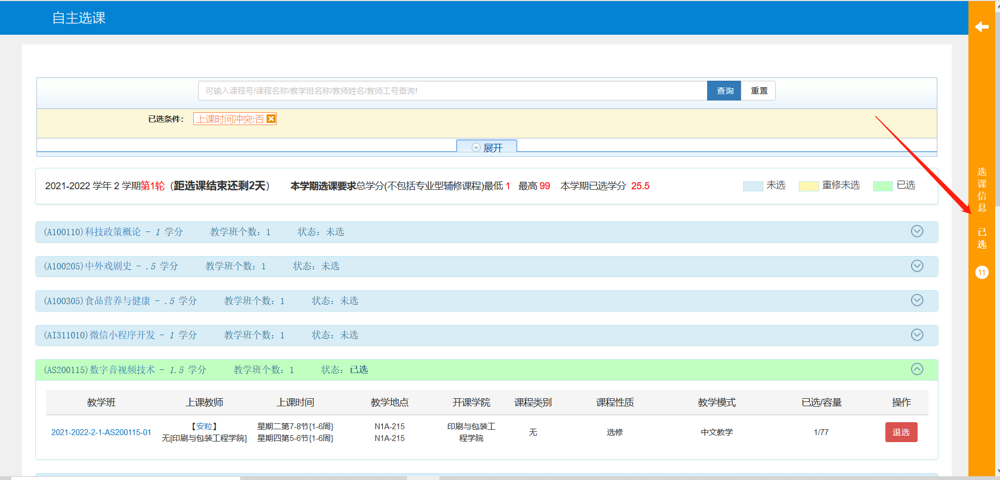 自主选课
可输入课程号/课程名称/教学班名称/教师姓名/教师工号查询!
查询
重置
已选条件：
上课时间冲突:否
展开
2021-2022 学年 2 学期第1轮（距选课结束还剩2天） 本学期选课要求总学分(不包括专业型辅修课程)最低 1 最高 99 本学期已选学分 25.5
未选 重修未选 已选
(A100110)科技政策概论 - 1 学分 教学班个数：1 状态：未选
(A100205)中外戏剧史 - .5 学分 教学班个数：1 状态：未选
(A100305)食品营养与健康 - .5 学分 教学班个数：1 状态：未选
(AI311010)微信小程序开发 - 1 学分 教学班个数：1 状态：未选
(AS200115)数字音视频技术 - 1.5 学分 教学班个数：1 状态：已选
教学班 上课教师 上课时间 教学地点 开课学院 课程类别 课程性质 教学模式 已选/容量 操作
2021-2022-2-1-AS200115-01
【安粒】
无[印刷与包装工程学院]
星期二第7-8节{1-6周}
星期四第5-6节{1-6周}
N1A-215
N1A-215
印刷与包装工
程学院
无
选修
中文教学
1/77
退选
选
课
信
息
已
选
11